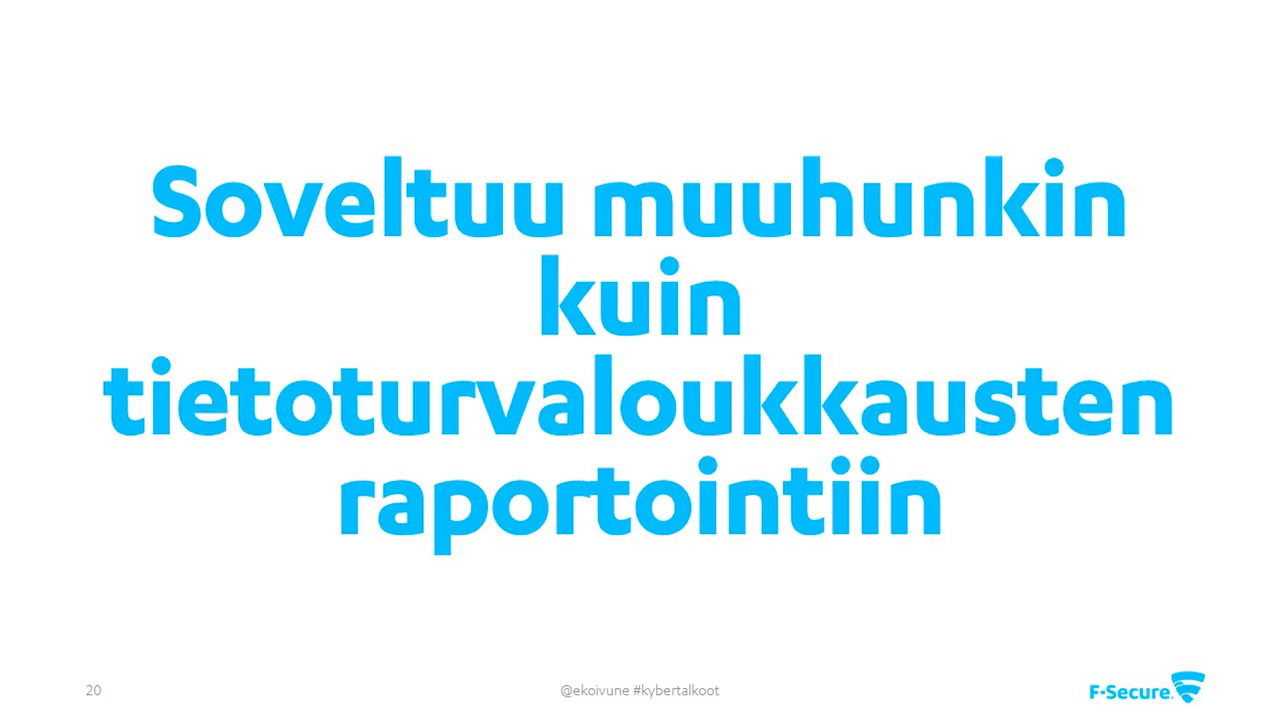 Soveltuu muuhunkin
kuin
tietoturvaloukkausten
raportointiin
20
@ekoivune #kybertalkoot
F-Secure.